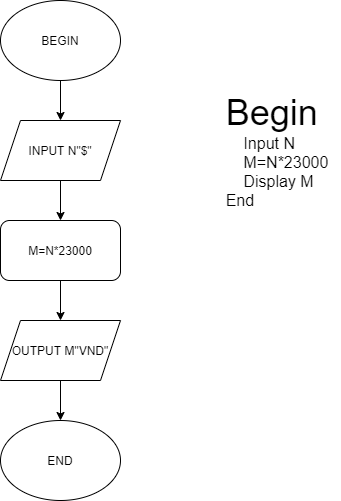 BEGIN
INPUT N"$"
M=N*23000
OUTPUT M"VND"
END
Begin
Input N
M=N*23000
Display M
End